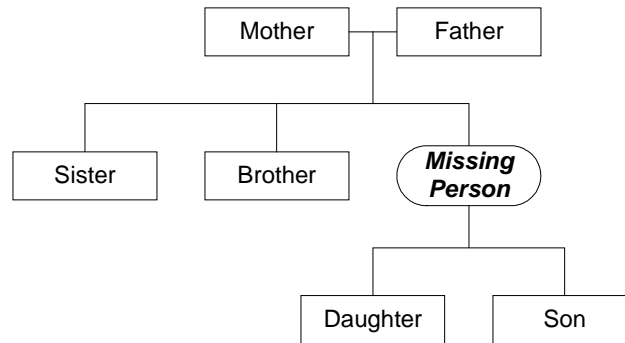 Mother
Father
Sister
Brother
Missing
Person
Daughter
Son